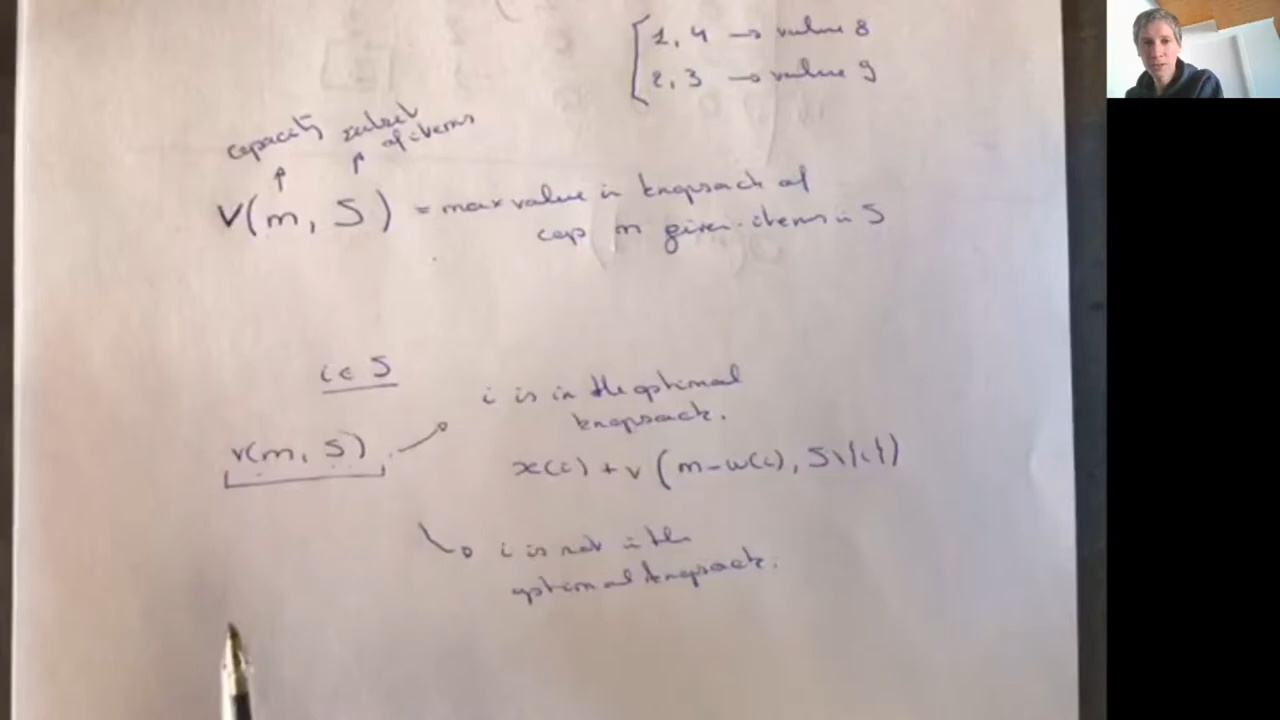 1, 4 → value 8
2, 3 → value 9
capacity subset
of items
V(m, S) = max value in knapsack of
cap m given items in S
i ∈ S
i is in the optimal
knapsack.
V(m, S)
x(i) + v(m-w(i), S\{i})
i is not in the
optimal knapsack.